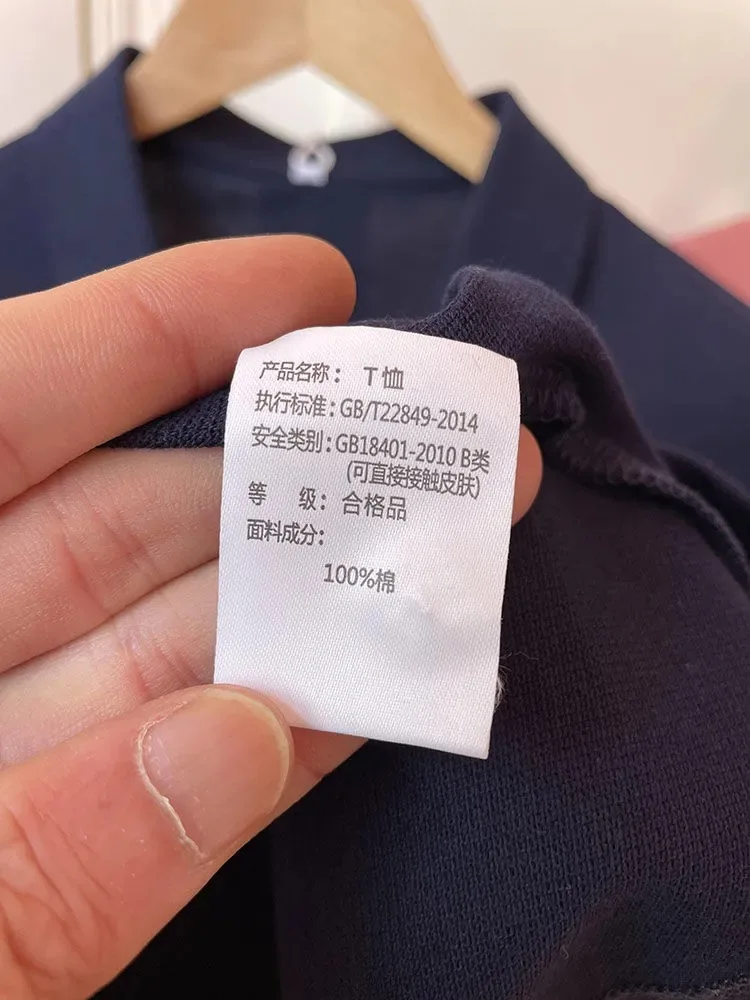 产品名称： T恤
执行标准：GB/T22849-2014
安全类别：GB18401-2010 B类
(可直接接触皮肤)
等 级：合格品
面料成分：
100%棉